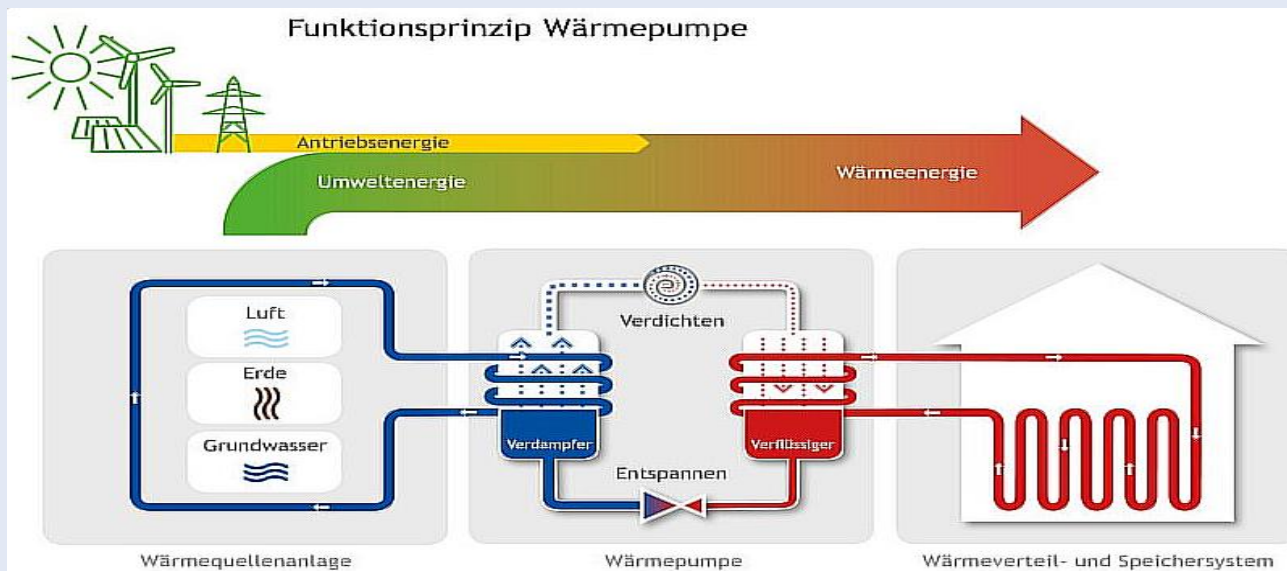 Funktionsprinzip Wärmepumpe
Antriebsenergie
Umweltenergie
Wärmeenergie
Luft
Erde
Grundwasser
Verdichten
Verdampfer
Verflüssiger
Entspannen
Wärmequellenanlage
Wärmepumpe
Wärmeverteil- und Speichersystem